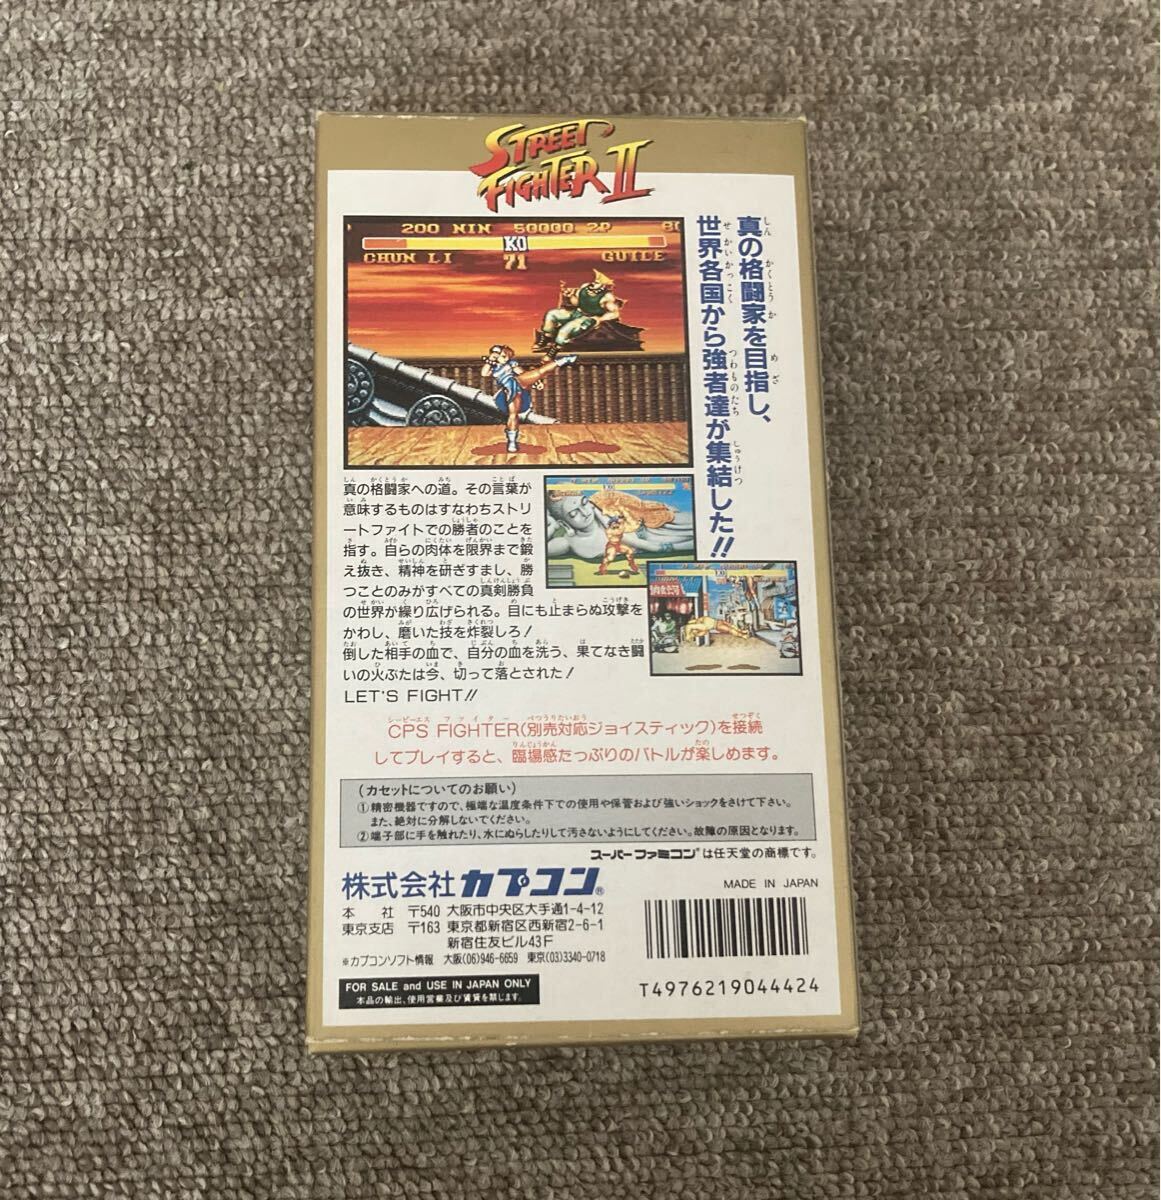 STREET
FIGHTER II
200 MIN 50000 2P
KO
CHUN LI 71 GUILE
真の格闘家を目指し、
世界各国から強者達が集結した!!
真の格闘家への道。その言葉が
意味するものはすなわちストリ
ートファイトでの勝者のことを
指す。自らの肉体を限界まで鍛
え抜き、精神を研ぎすまし、勝
つことのみがすべての真剣勝負
の世界が繰り広げられる。目にも止まらぬ攻撃を
かわし、磨いた技を炸裂しろ!
倒した相手の血で、自分の血を洗う、果てなき闘
いの火ぶたは今、切って落とされた!
LET'S FIGHT!!
CPS FIGHTER(別売対応ジョイスティック)を接続
してプレイすると、臨場感たっぷりのバトルが楽しめます。
(カセットについてのお願い)
①精密機器ですので、極端な温度条件下での使用や保管および強いショックをさけて下さい。
また、絶対に分解しないでください。
②端子部に手を触れたり、水にぬらしたりして汚さないようにしてください。故障の原因となります。
スーパーファミコン®は任天堂の商標です。
株式会社カプコン®
MADE IN JAPAN
本社 〒540 大阪市中央区大手通1-4-12
東京支店 〒163 東京都新宿区西新宿2-6-1
新宿住友ビル43F
※カプコンソフト情報 大阪(06)946-6659 東京(03)3340-0718
FOR SALE and USE IN JAPAN ONLY
本品の輸出、使用営業及び賃貸を禁じます。
T4976219044424